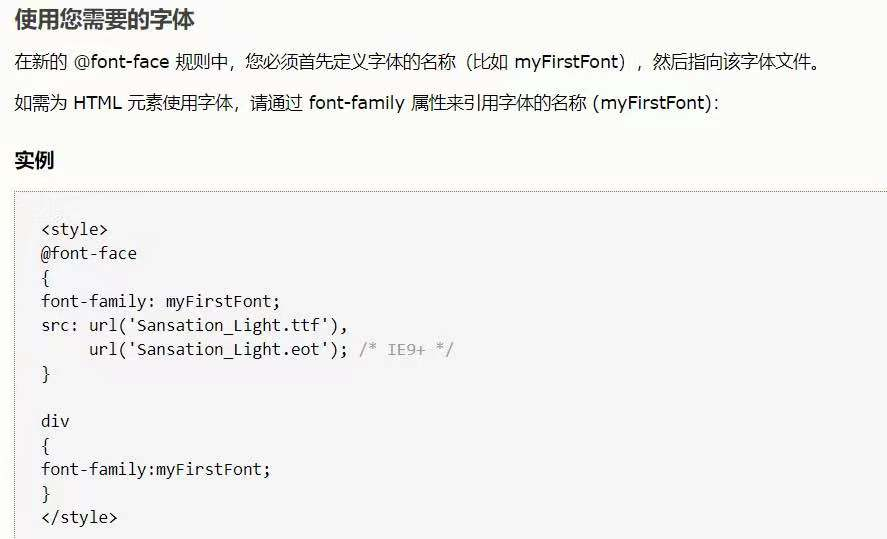 使用您需要的字体
在新的 @font-face 规则中，您必须首先定义字体的名称（比如 myFirstFont），然后指向该字体文件。
如需为 HTML 元素使用字体，请通过 font-family 属性来引用字体的名称 (myFirstFont)：
实例
<style>
@font-face
{
font-family: myFirstFont;
src: url('Sansation_Light.ttf'),
     url('Sansation_Light.eot'); /* IE9+ */
}

div
{
font-family:myFirstFont;
}
</style>